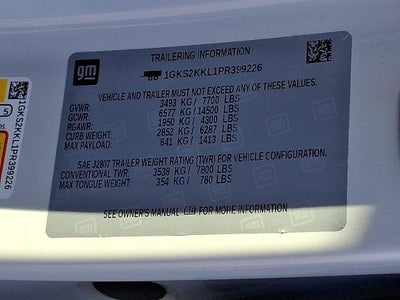 gm
TRAILERING INFORMATION
1GKS2KKL1PR399226
VEHICLE AND TRAILER MUST NOT EXCEED ANY OF THESE VALUES.
GVWR: 3493 KG / 7700 LBS
GCWR: 6577 KG / 14500 LBS
RGAWR: 1950 KG / 4300 LBS
CURB WEIGHT: 2852 KG / 6287 LBS
MAX PAYLOAD: 641 KG / 1413 LBS
SAE J2807 TRAILER WEIGHT RATING (TWR) FOR VEHICLE CONFIGURATION.
CONVENTIONAL TWR: 3538 KG / 7800 LBS
MAX TONGUE WEIGHT: 354 KG / 780 LBS
SEE OWNER'S MANUAL FOR MORE INFORMATION
5
1GKS2KKL1PR399226